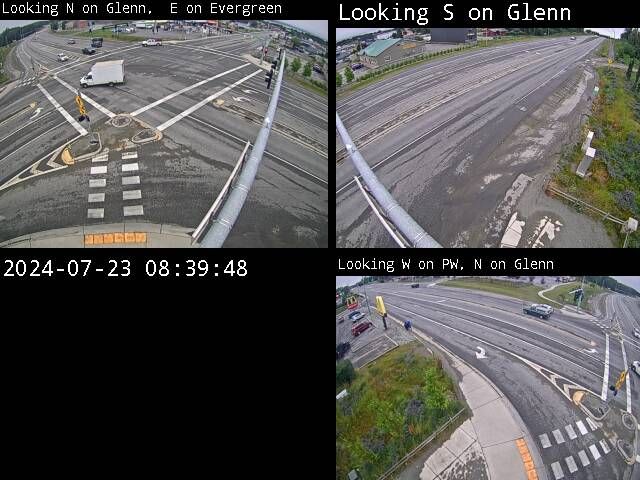 Looking N on Glenn,  E on Evergreen
Looking S on Glenn
2024-07-23 08:39:48
Looking W on PW, N on Glenn